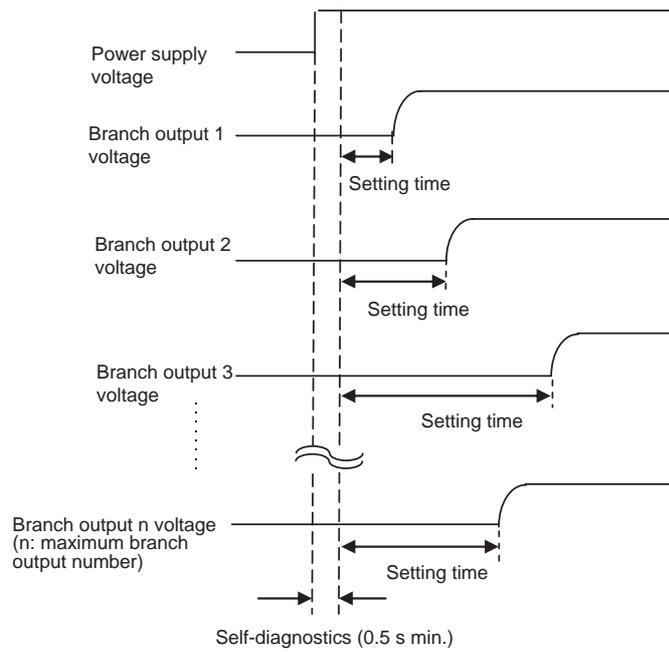 Power supply
voltage
Branch output 1
voltage
Setting time
Branch output 2
voltage
Setting time
Branch output 3
voltage
Setting time
Branch output n voltage
(n: maximum branch
output number)
Setting time
Self-diagnostics (0.5 s min.)